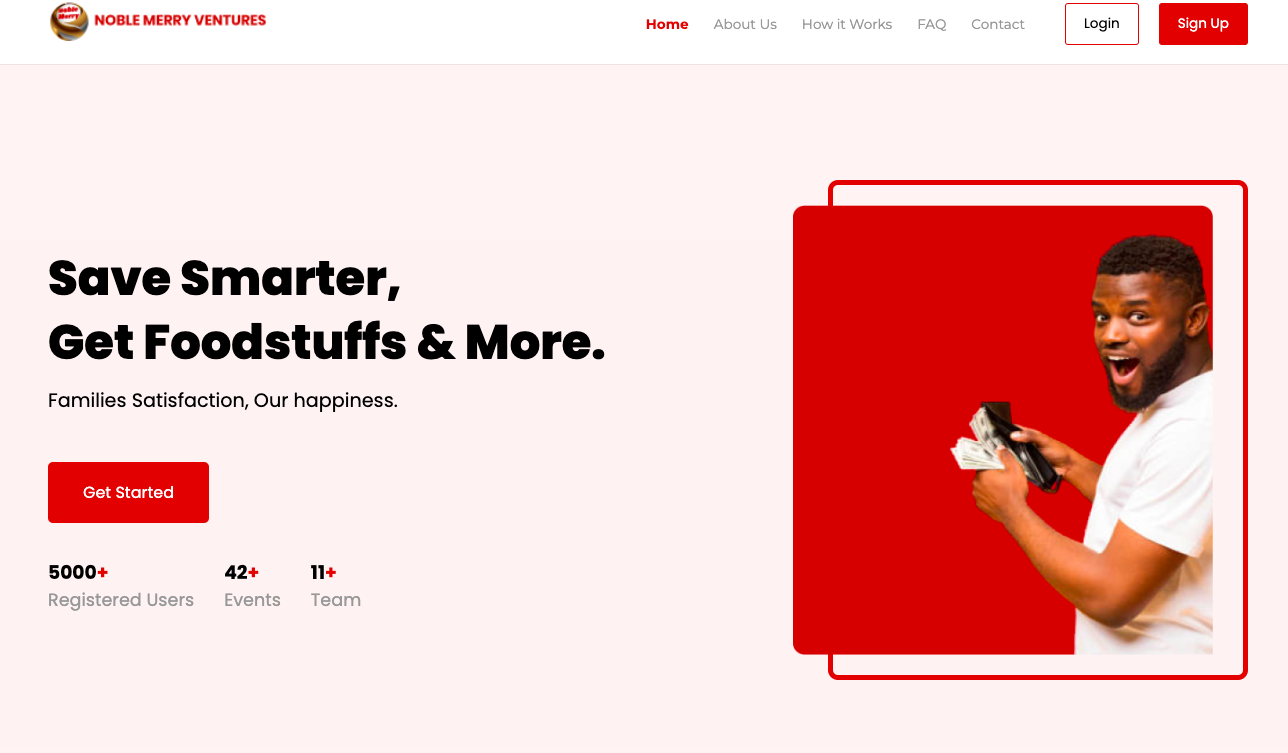 Noble
Merry
NOBLE MERRY VENTURES
Home
About Us
How it Works
FAQ
Contact
Login
Sign Up
Save Smarter,
Get Foodstuffs & More.
Families Satisfaction, Our happiness.
Get Started
5000+
Registered Users
42+
Events
11+
Team